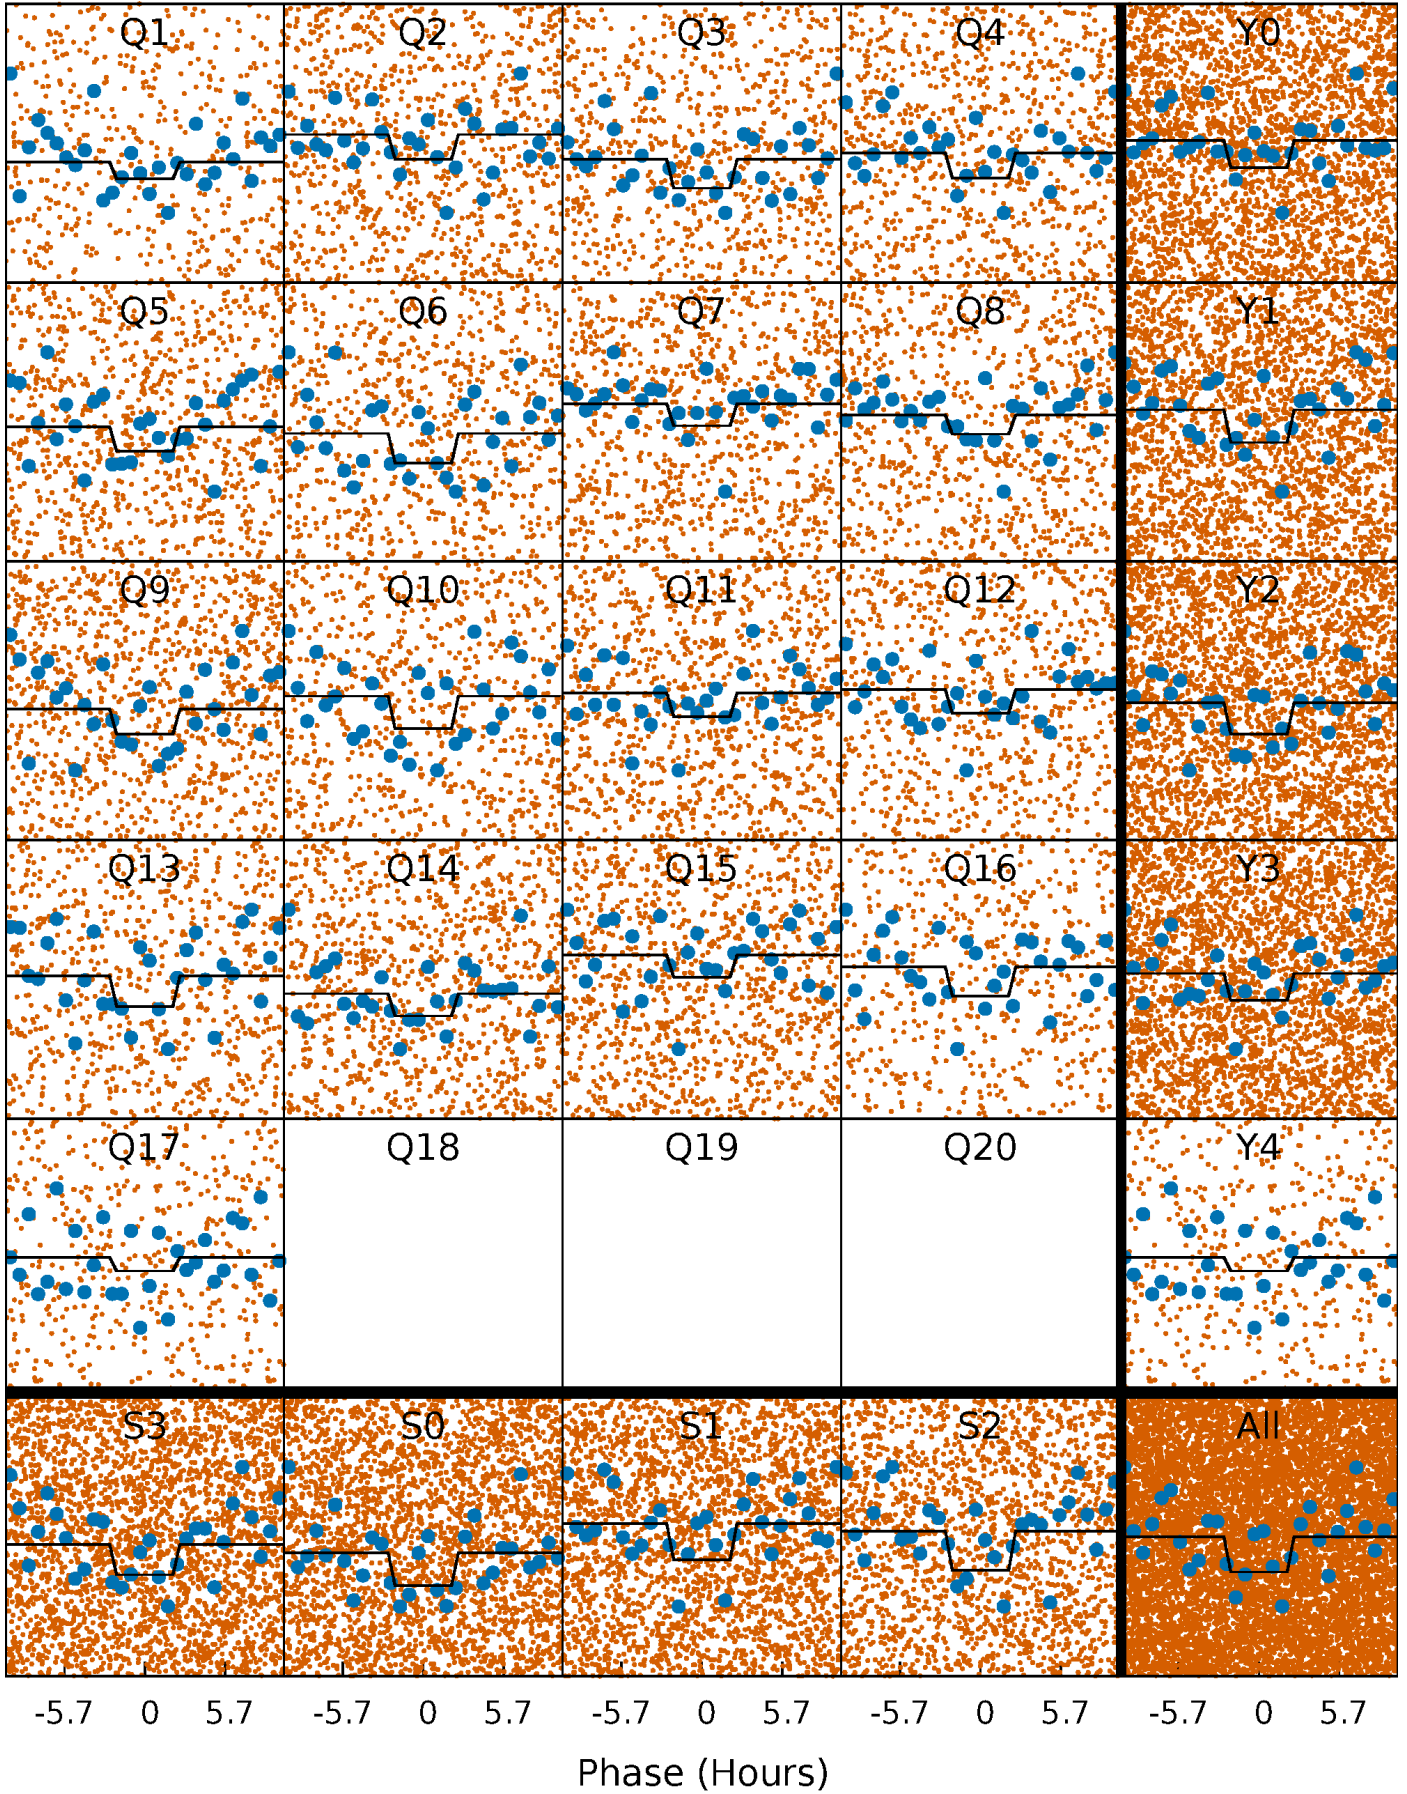 Q1 Q2 Q3 Q4 Y0
Q5 Q6 Q7 Q8 Y1
Q9 Q10 Q11 Q12 Y2
Q13 Q14 Q15 Q16 Y3
Q17 Q18 Q19 Q20 Y4
S3 S0 S1 S2 All
-5.7 0 5.7 -5.7 0 5.7 -5.7 0 5.7 -5.7 0 5.7 -5.7 0 5.7
Phase (Hours)